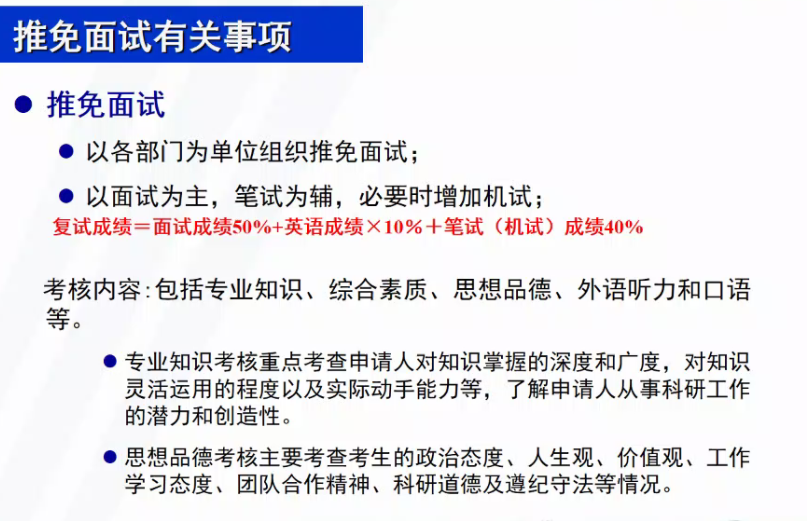 推免面试有关事项
推免面试
以各部门为单位组织推免面试；
以面试为主，笔试为辅，必要时增加机试；
复试成绩＝面试成绩50%+英语成绩×10%＋笔试（机试）成绩40%
考核内容:包括专业知识、综合素质、思想品德、外语听力和口语
等。
专业知识考核重点考查申请人对知识掌握的深度和广度，对知识
灵活运用的程度以及实际动手能力等，了解申请人从事科研工作
的潜力和创造性。
思想品德考核主要考查考生的政治态度、人生观、价值观、工作
学习态度、团队合作精神、科研道德及遵纪守法等情况。